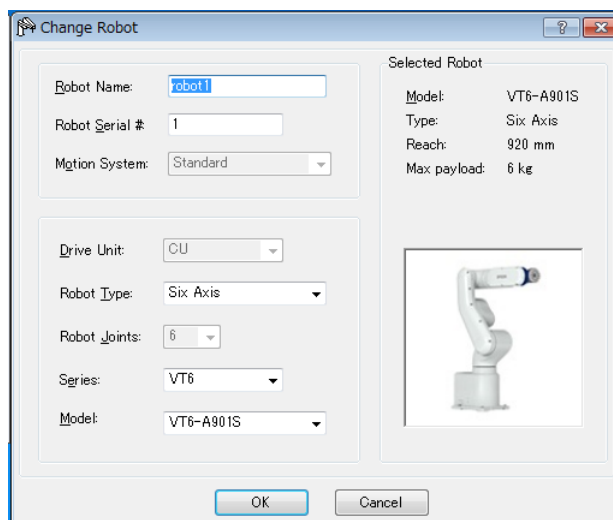 Change Robot
Robot Name: robot1
Robot Serial # 1
Motion System: Standard
Drive Unit: CU
Robot Type: Six Axis
Robot Joints: 6
Series: VT6
Model: VT6-A901S
Selected Robot
Model: VT6-A901S
Type: Six Axis
Reach: 920 mm
Max payload: 6 kg
OK Cancel